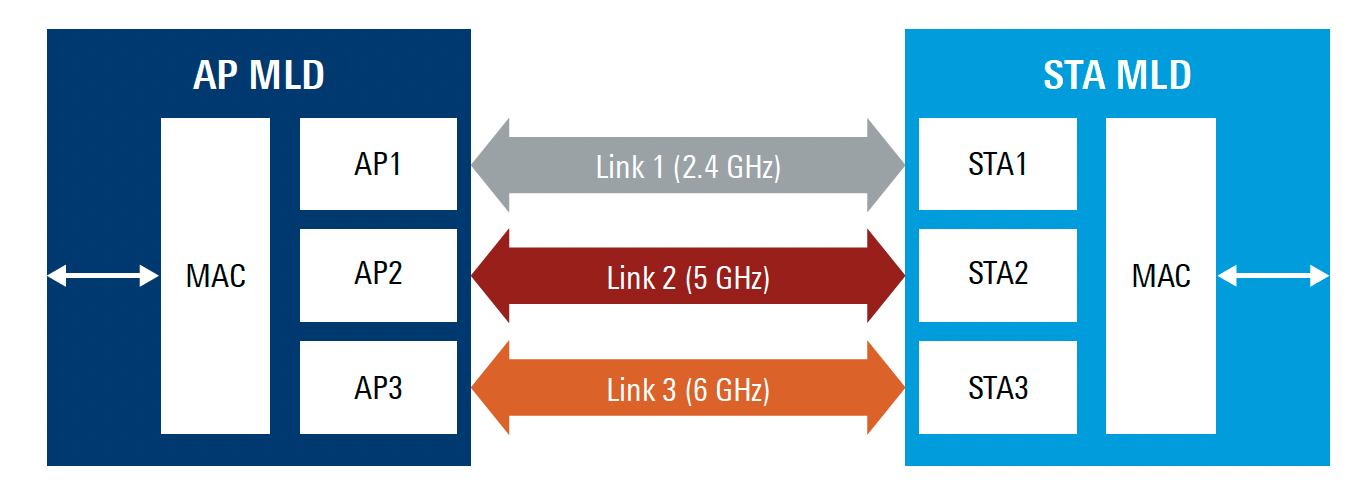 AP MLD
STA MLD
AP1
Link 1 (2.4 GHz)
STA1
MAC
AP2
Link 2 (5 GHz)
STA2
MAC
AP3
Link 3 (6 GHz)
STA3